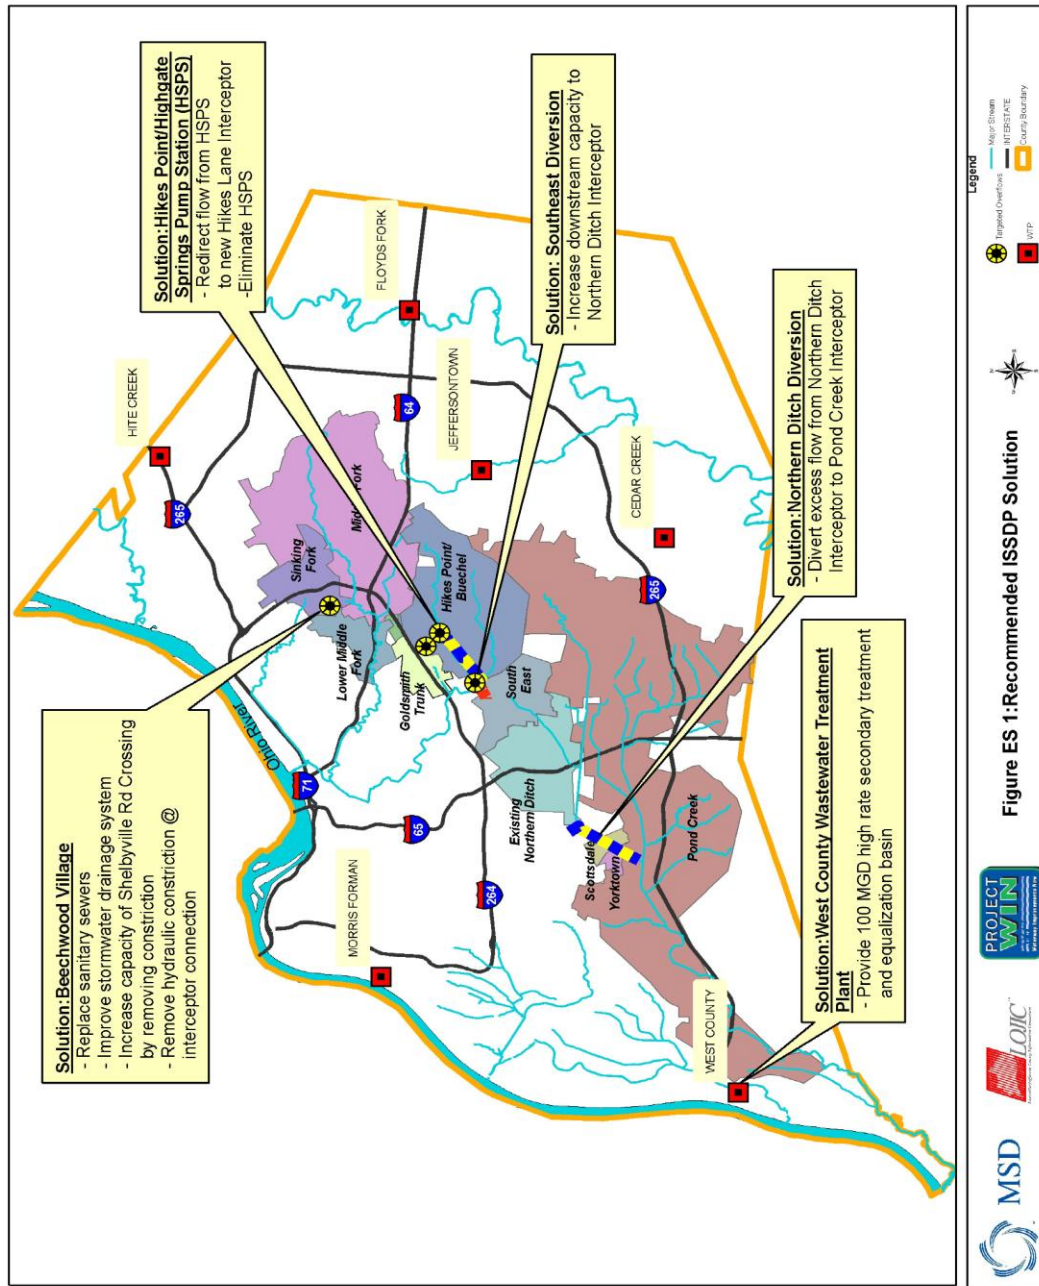 Solution:Beechwood Village
- Replace sanitary sewers
- Improve stormwater drainage system
- Increase capacity of Shelbyville Rd Crossing
by removing constriction
- Remove hydraulic constriction @
interceptor connection
Solution:Hikes Point/Highgate
Springs Pump Station (HSPS)
- Redirect flow from HSPS
to new Hikes Lane Interceptor
-Eliminate HSPS
Solution: Southeast Diversion
- Increase downstream capacity to
Northern Ditch Interceptor
Solution:Northern Ditch Diversion
- Divert excess flow from Northern Ditch
Interceptor to Pond Creek Interceptor
Solution:West County Wastewater Treatment
Plant
- Provide 100 MGD high rate secondary treatment
and equalization basin
HITE CREEK
FLOYDS FORK
JEFFERSONTOWN
CEDAR CREEK
MORRIS FORMAN
WEST COUNTY
Ohio River
265
71
64
65
264
265
Sinking
Fork
Lower Middle
Fork
Goldsmith
Trunk
Hikes Point/
Buechel
South
East
Existing
Northern Ditch
Scottsdale
Yorktown
Pond Creek
MSD
LOJIC
PROJECT
WIN
Figure ES 1:Recommended ISSDP Solution
Legend
Targeted Overflows
WTP
Major Stream
INTERSTATE
County Boundary